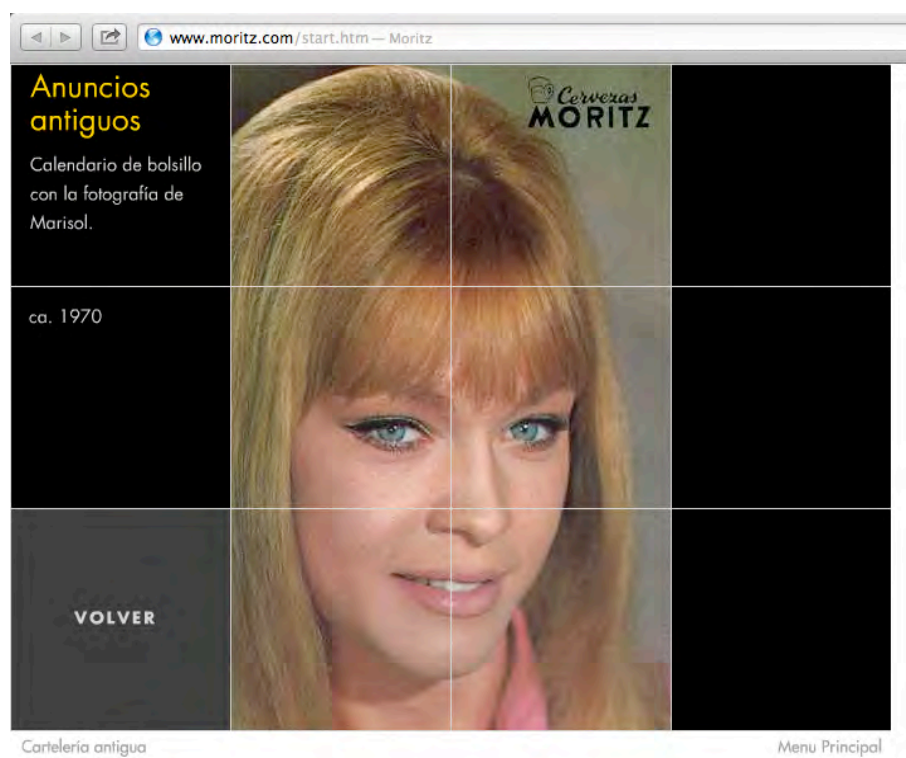 www.moritz.com/start.htm — Moritz
Anuncios
antiguos
Calendario de bolsillo
con la fotografía de
Marisol.
Cervezas
MORITZ
ca. 1970
VOLVER
Cartelería antigua
Menu Principal